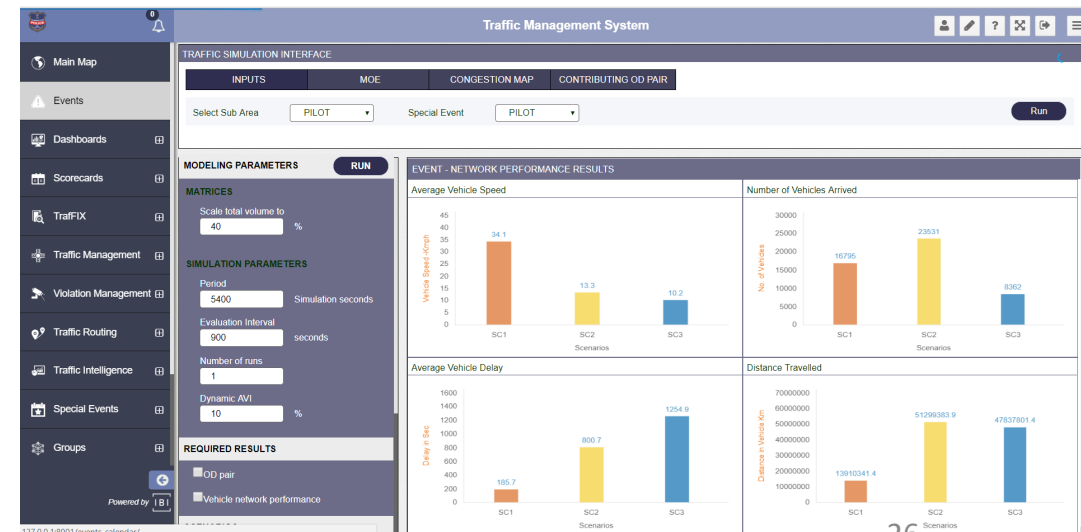 0
Traffic Management System
?
Main Map
Events
Dashboards
Scorecards
TrafFIX
Traffic Management
Violation Management
Traffic Routing
Traffic Intelligence
Special Events
Groups
Powered by IBI
127.0.0.1:8001/events-calendar/
TRAFFIC SIMULATION INTERFACE
INPUTS MOE CONGESTION MAP CONTRIBUTING OD PAIR
Select Sub Area PILOT Special Event PILOT Run
MODELING PARAMETERS RUN
MATRICES
Scale total volume to
40 %
SIMULATION PARAMETERS
Period
5400 Simulation seconds
Evaluation Interval
900 seconds
Number of runs
1
Dynamic AVI
10 %
REQUIRED RESULTS
OD pair
Vehicle network performance
EVENT - NETWORK PERFORMANCE RESULTS
Average Vehicle Speed
Vehicle Speed -Kmph
45
40
35
30
25
20
15
10
5
0
34.1
13.3
10.2
SC1 SC2 SC3
Scenarios
Number of Vehicles Arrived
No. of Vehicles
30000
25000
20000
15000
10000
5000
0
16795
23531
8362
SC1 SC2 SC3
Scenarios
Average Vehicle Delay
Delay in Sec
1600
1400
1200
1000
800
600
400
200
0
185.7
800.7
1254.9
SC1 SC2 SC3
Scenarios
Distance Travelled
Distance in Vehicle Km
70000000
60000000
50000000
40000000
30000000
20000000
10000000
0
13910341.4
51299383.9
47837801.4
SC1 SC2 SC3
Scenarios